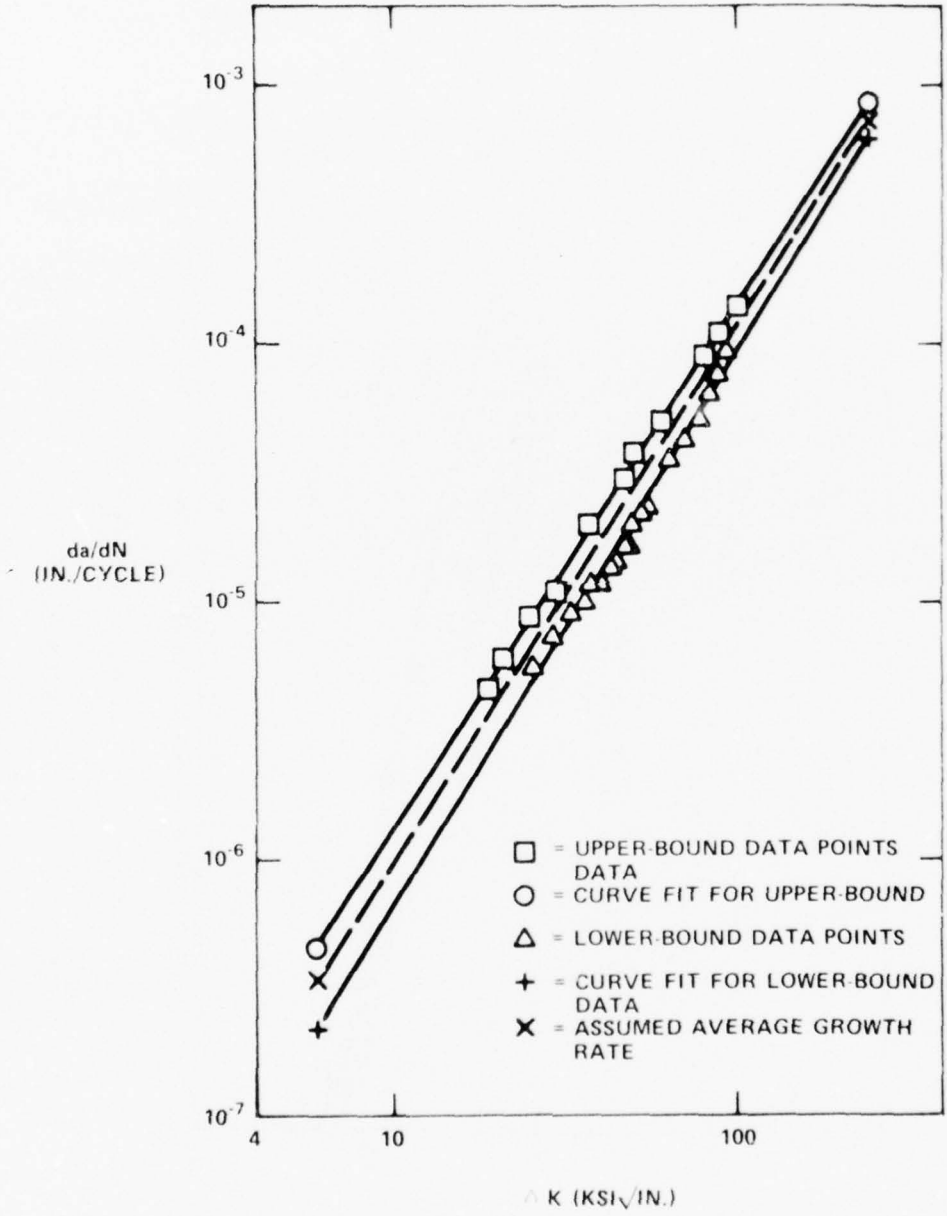 10-3
10-4
da/dN
(IN./CYCLE)
10-5
10-6
10-7
4
10
100
Δ K (KSI√IN.)
□ = UPPER-BOUND DATA POINTS
DATA
○ = CURVE FIT FOR UPPER-BOUND
△ = LOWER-BOUND DATA POINTS
+ = CURVE FIT FOR LOWER-BOUND
DATA
X = ASSUMED AVERAGE GROWTH
RATE